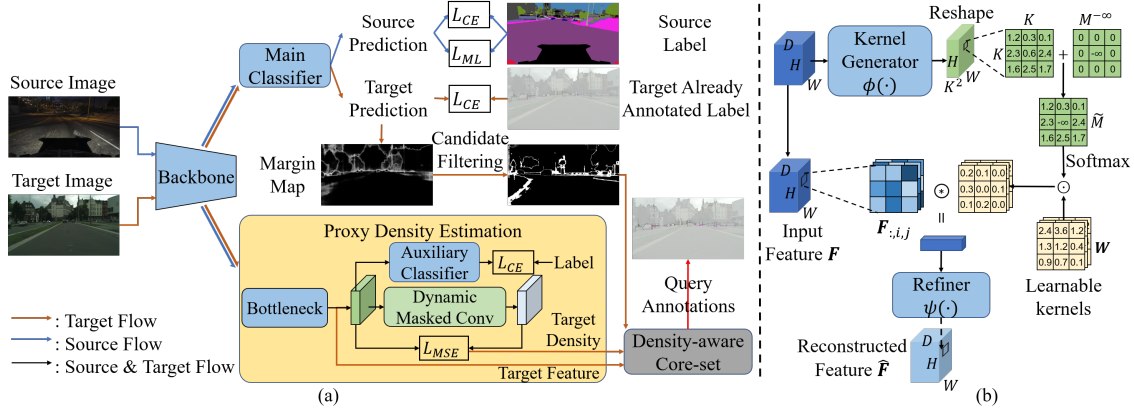 Source Image
Target Image
Backbone
Main
Classifier
Source
Prediction
L_CE
L_ML
Source
Label
Target
Prediction
L_CE
Target Already
Annotated Label
Margin
Map
Candidate
Filtering
Proxy Density Estimation
Bottleneck
Auxiliary
Classifier
L_CE
Label
Dynamic
Masked Conv
L_MSE
Target
Density
Target Feature
Query
Annotations
Density-aware
Core-set
: Target Flow
: Source Flow
: Source & Target Flow
(a)
D
H
W
Kernel
Generator
ϕ(·)
Reshape
H
W
K²
K
K
1.2 0.3 0.1
2.3 0.6 2.4
1.6 2.5 1.7
+
M^{-∞}
0 0 0
0 -∞ 0
0 0 0
1.2 0.3 0.1
2.3 -∞ 2.4
1.6 2.5 1.7
M̃
Softmax
D
H
W
Input
Feature F
F_{:,i,j}
⊛
=
0.2 0.1 0.0
0.3 0.0 0.1
0.1 0.2 0.0
⊙
2.4 3.6 1.2
1.3 1.2 0.4
0.9 0.7 0.1
W
Learnable
kernels
Refiner
ψ(·)
Reconstructed
Feature F̂
D
H
W
(b)